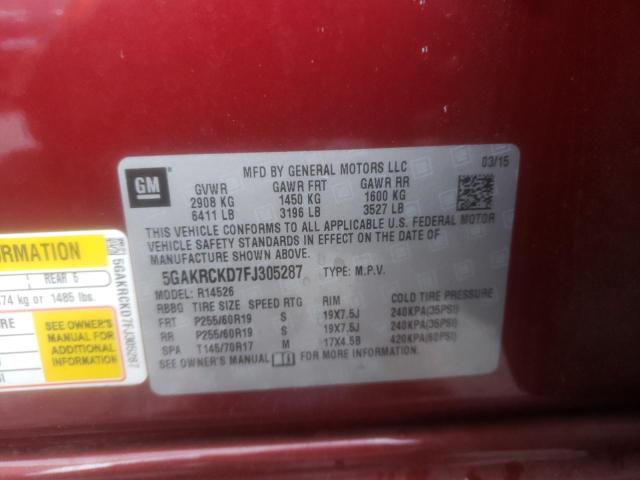 GM
MFD BY GENERAL MOTORS LLC
03/15
GVWR GAWR FRT GAWR RR
2908 KG 1450 KG 1600 KG
6411 LB 3196 LB 3527 LB
THIS VEHICLE CONFORMS TO ALL APPLICABLE U.S. FEDERAL MOTOR
VEHICLE SAFETY STANDARDS IN EFFECT ON THE DATE OF
MANUFACTURE SHOWN ABOVE.
5GAKRCKD7FJ305287 TYPE: M.P.V.
MODEL: R14526
RBBG TIRE SIZE SPEED RTG RIM COLD TIRE PRESSURE
FRT P255/60R19 S 19X7.5J 240KPA(35PSI)
RR P255/60R19 S 19X7.5J 240KPA(35PSI)
SPA T145/70R17 M 17X4.5B 420KPA(60PSI)
SEE OWNER'S MANUAL FOR MORE INFORMATION.
REAR 5
kg or 1485 lbs.
SEE OWNER'S
MANUAL FOR
ADDITIONAL
INFORMATION
5GAKRCKD7FJ305287